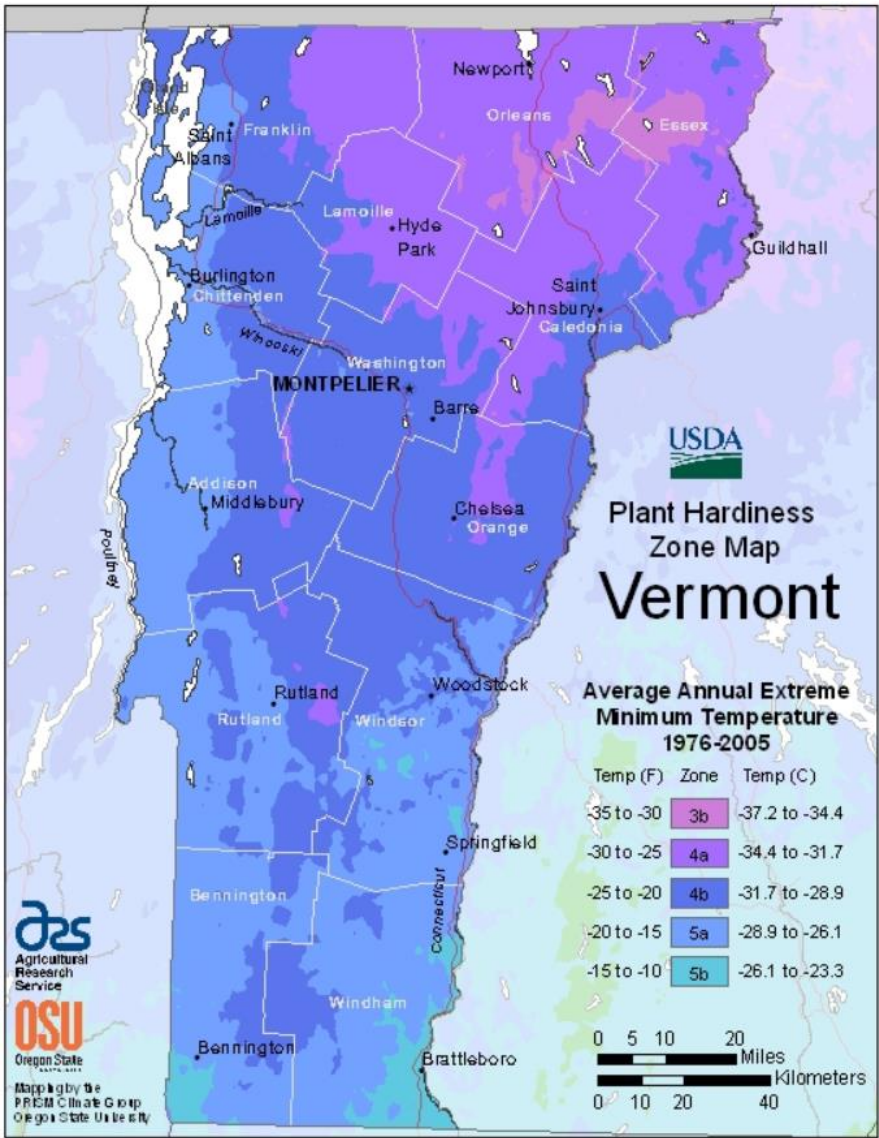 Newport
Orleans
Essex
Grand
Isle
Saint
Albans
Franklin
Lamoille
Lamoille
Hyde
Park
Guildhall
Burlington
Chittenden
Saint
Johnsbury
Caledonia
Winooski
Washington
MONTPELIER
Barre
Addison
Middlebury
Chelsea
Orange
Poultney
Rutland
Rutland
Woodstock
Windsor
Springfield
Bennington
Connecticut
Windham
Bennington
Brattleboro
USDA
Plant Hardiness
Zone Map
Vermont
Average Annual Extreme
Minimum Temperature
1976-2005
Temp (F) Zone Temp (C)
-35 to -30 3b -37.2 to -34.4
-30 to -25 4a -34.4 to -31.7
-25 to -20 4b -31.7 to -28.9
-20 to -15 5a -28.9 to -26.1
-15 to -10 5b -26.1 to -23.3
0 5 10 20
Miles
Kilometers
0 10 20 40
ars
Agricultural
Research
Service
OSU
Oregon State
Mapping by the
PRISM Climate Group
Oregon State University